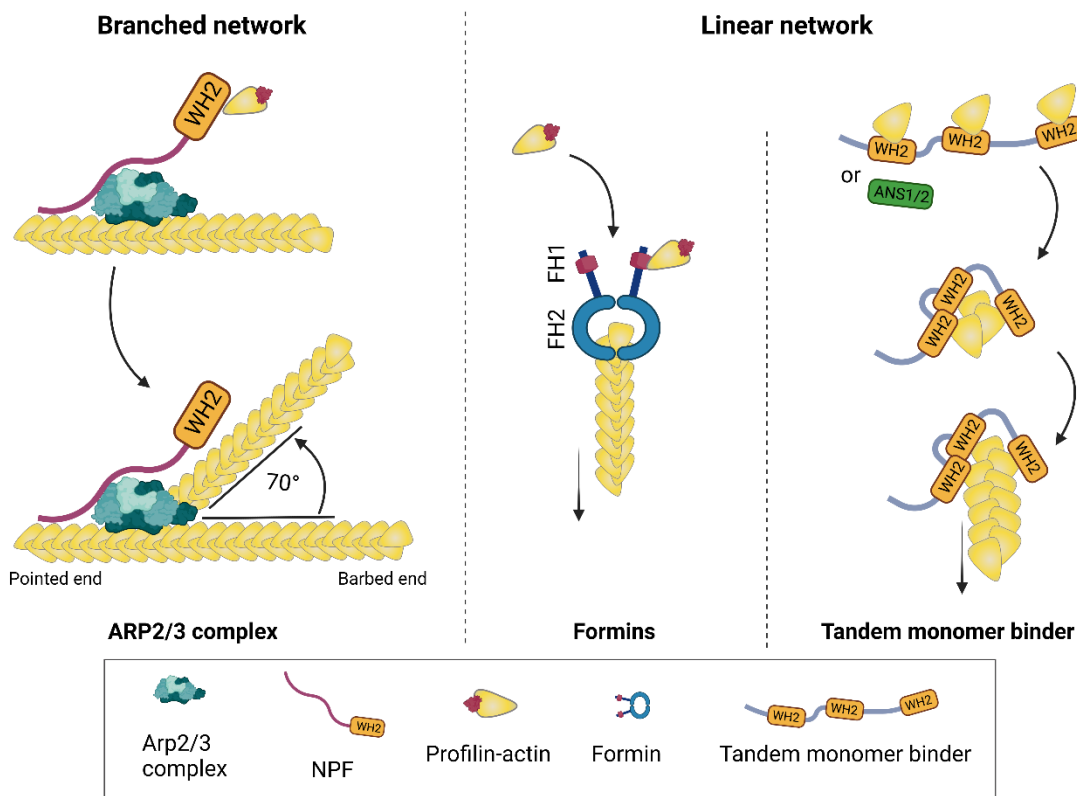 Branched network
Linear network
WH2
WH2
70°
Pointed end
Barbed end
ARP2/3 complex
FH1
FH2
Formins
WH2
WH2
WH2
or
ANS1/2
WH2
WH2
WH2
WH2
WH2
WH2
Tandem monomer binder
WH2
Arp2/3
complex
NPF
Profilin-actin
Formin
WH2
WH2
WH2
Tandem monomer binder